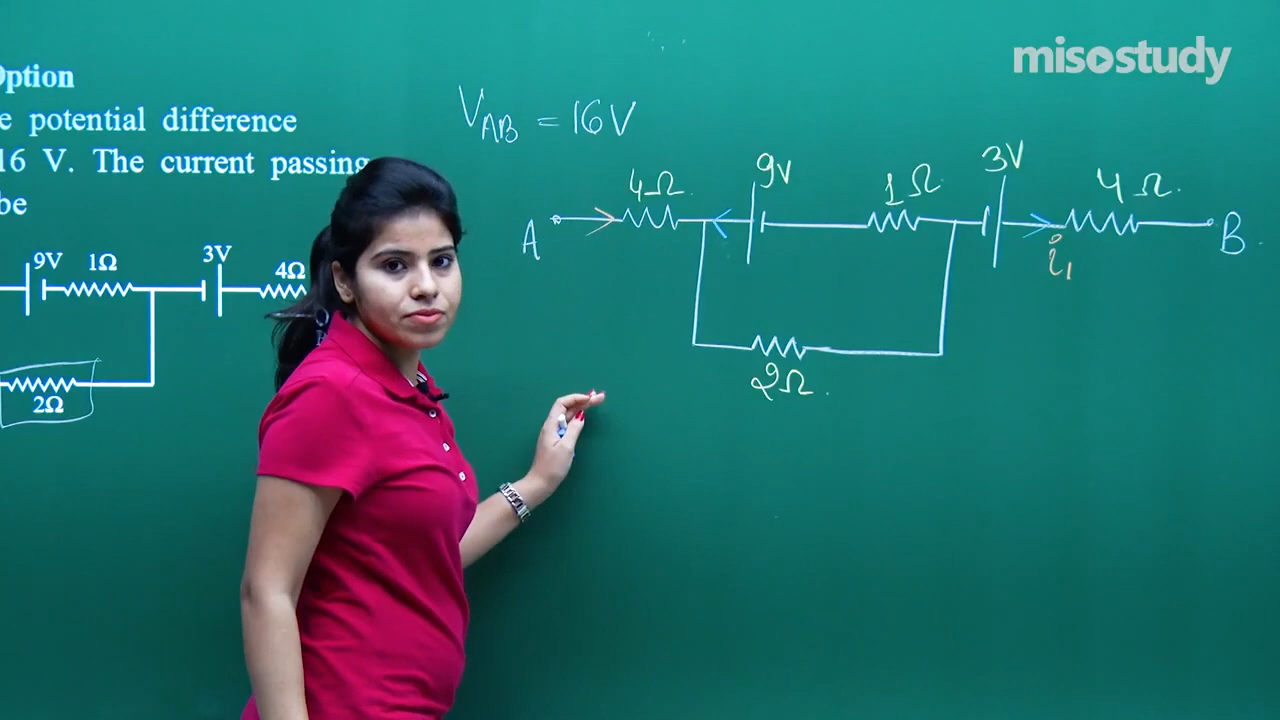 misostudy
Option
e potential difference
16 V. The current passing
be
9V 1Ω 3V 4Ω
2Ω
V_AB = 16V
4Ω 9V 1Ω 3V 4Ω
A B
i₁
2Ω